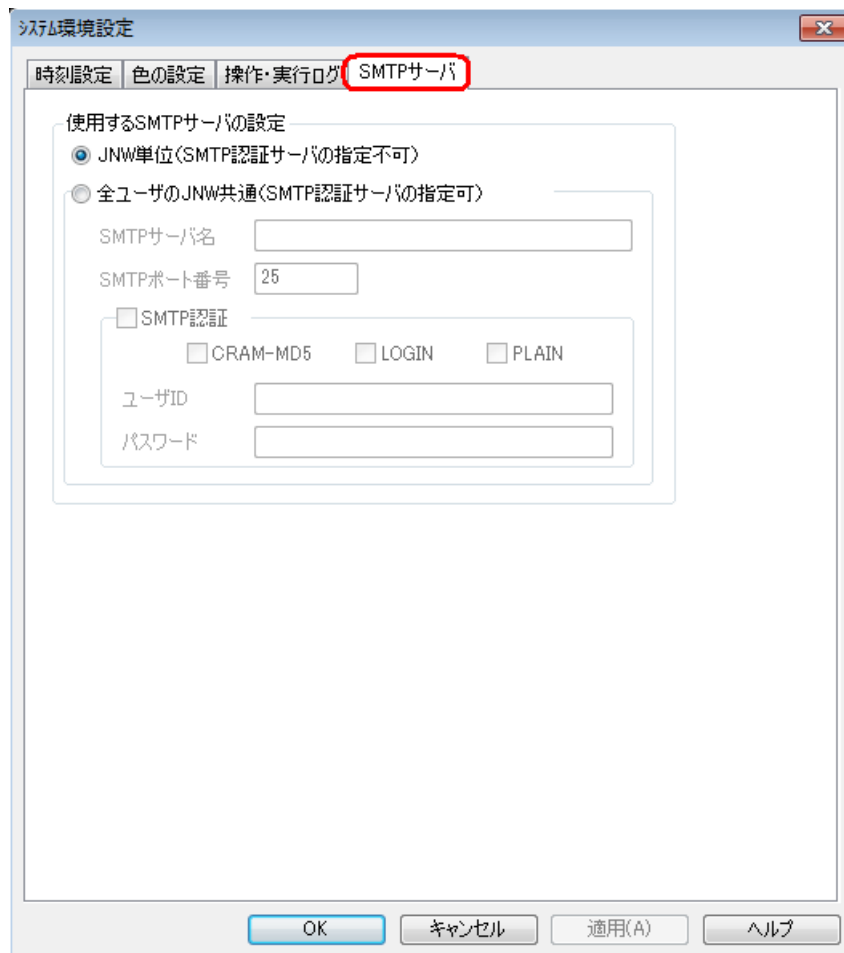 ｼｽﾃﾑ環境設定
時刻設定 色の設定 操作・実行ログ SMTPサーバ
使用するSMTPサーバの設定
JNW単位(SMTP認証サーバの指定不可)
全ユーザのJNW共通(SMTP認証サーバの指定可)
SMTPサーバ名
SMTPポート番号 25
SMTP認証
CRAM-MD5 LOGIN PLAIN
ユーザID
パスワード
OK キャンセル 適用(A) ヘルプ